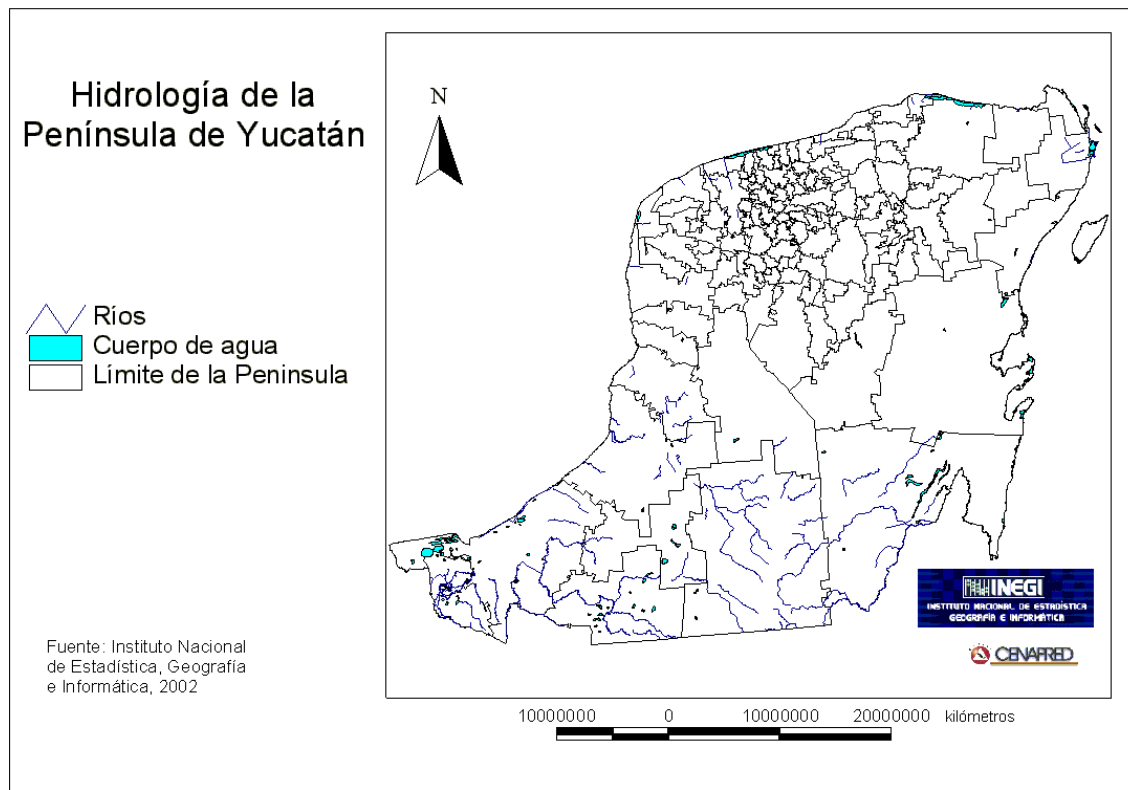 Hidrología de la
Península de Yucatán
N
Ríos
Cuerpo de agua
Límite de la Peninsula
INEGI
INSTITUTO NACIONAL DE ESTADÍSTICA
GEOGRAFÍA E INFORMÁTICA
CENAPRED
Fuente: Instituto Nacional
de Estadística, Geografía
e Informática, 2002
10000000 0 10000000 20000000 kilómetros